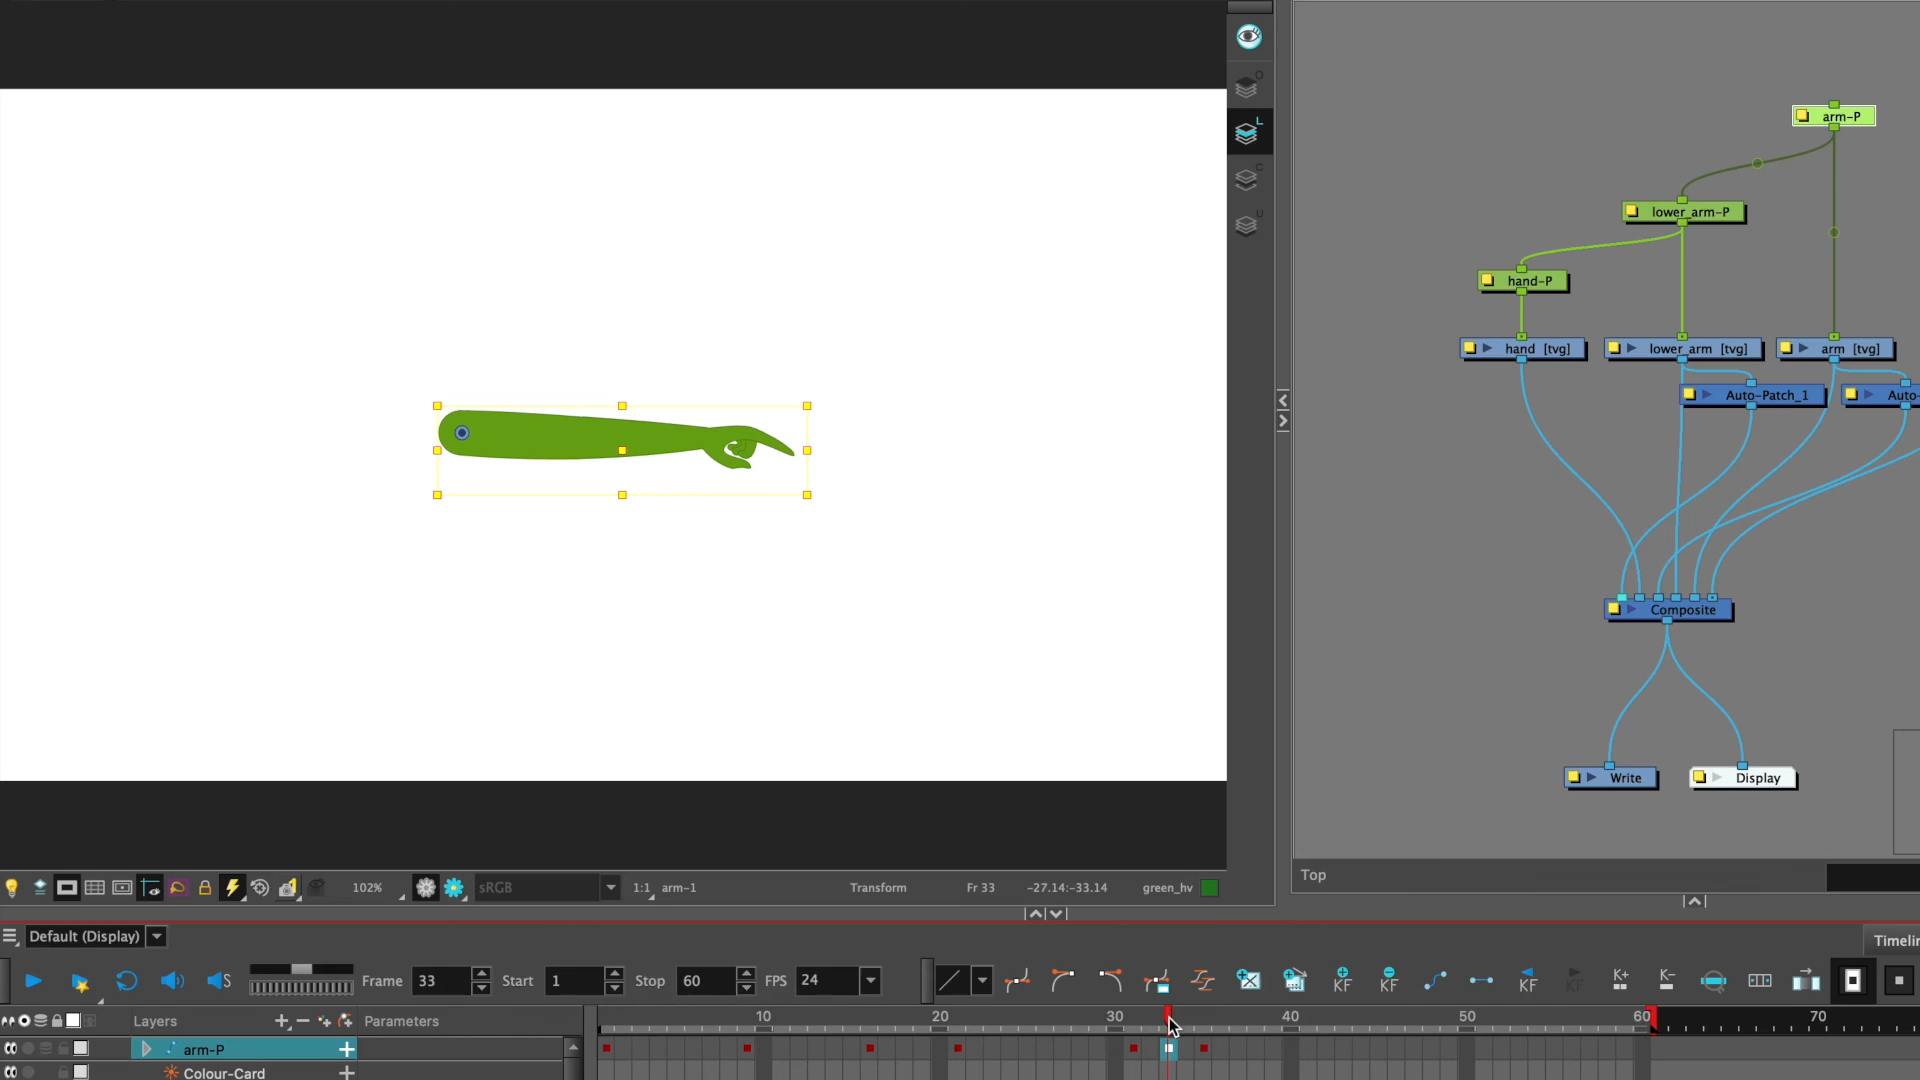 O
L
C
U
arm-P
lower_arm-P
hand-P
hand [tvg]
lower_arm [tvg]
arm [tvg]
Auto-Patch_1
Auto-
Composite
Write
Display
Top
102%
sRGB
1:1
arm-1
Transform
Fr 33
-27.14:-33.14
green_hv
Default (Display)
Timelin
S
Frame 33
Start 1
Stop 60
FPS 24
KF
KF
KF
KF
K+
K-
Layers
Parameters
10 20 30 40 50 60 70
arm-P
Colour-Card